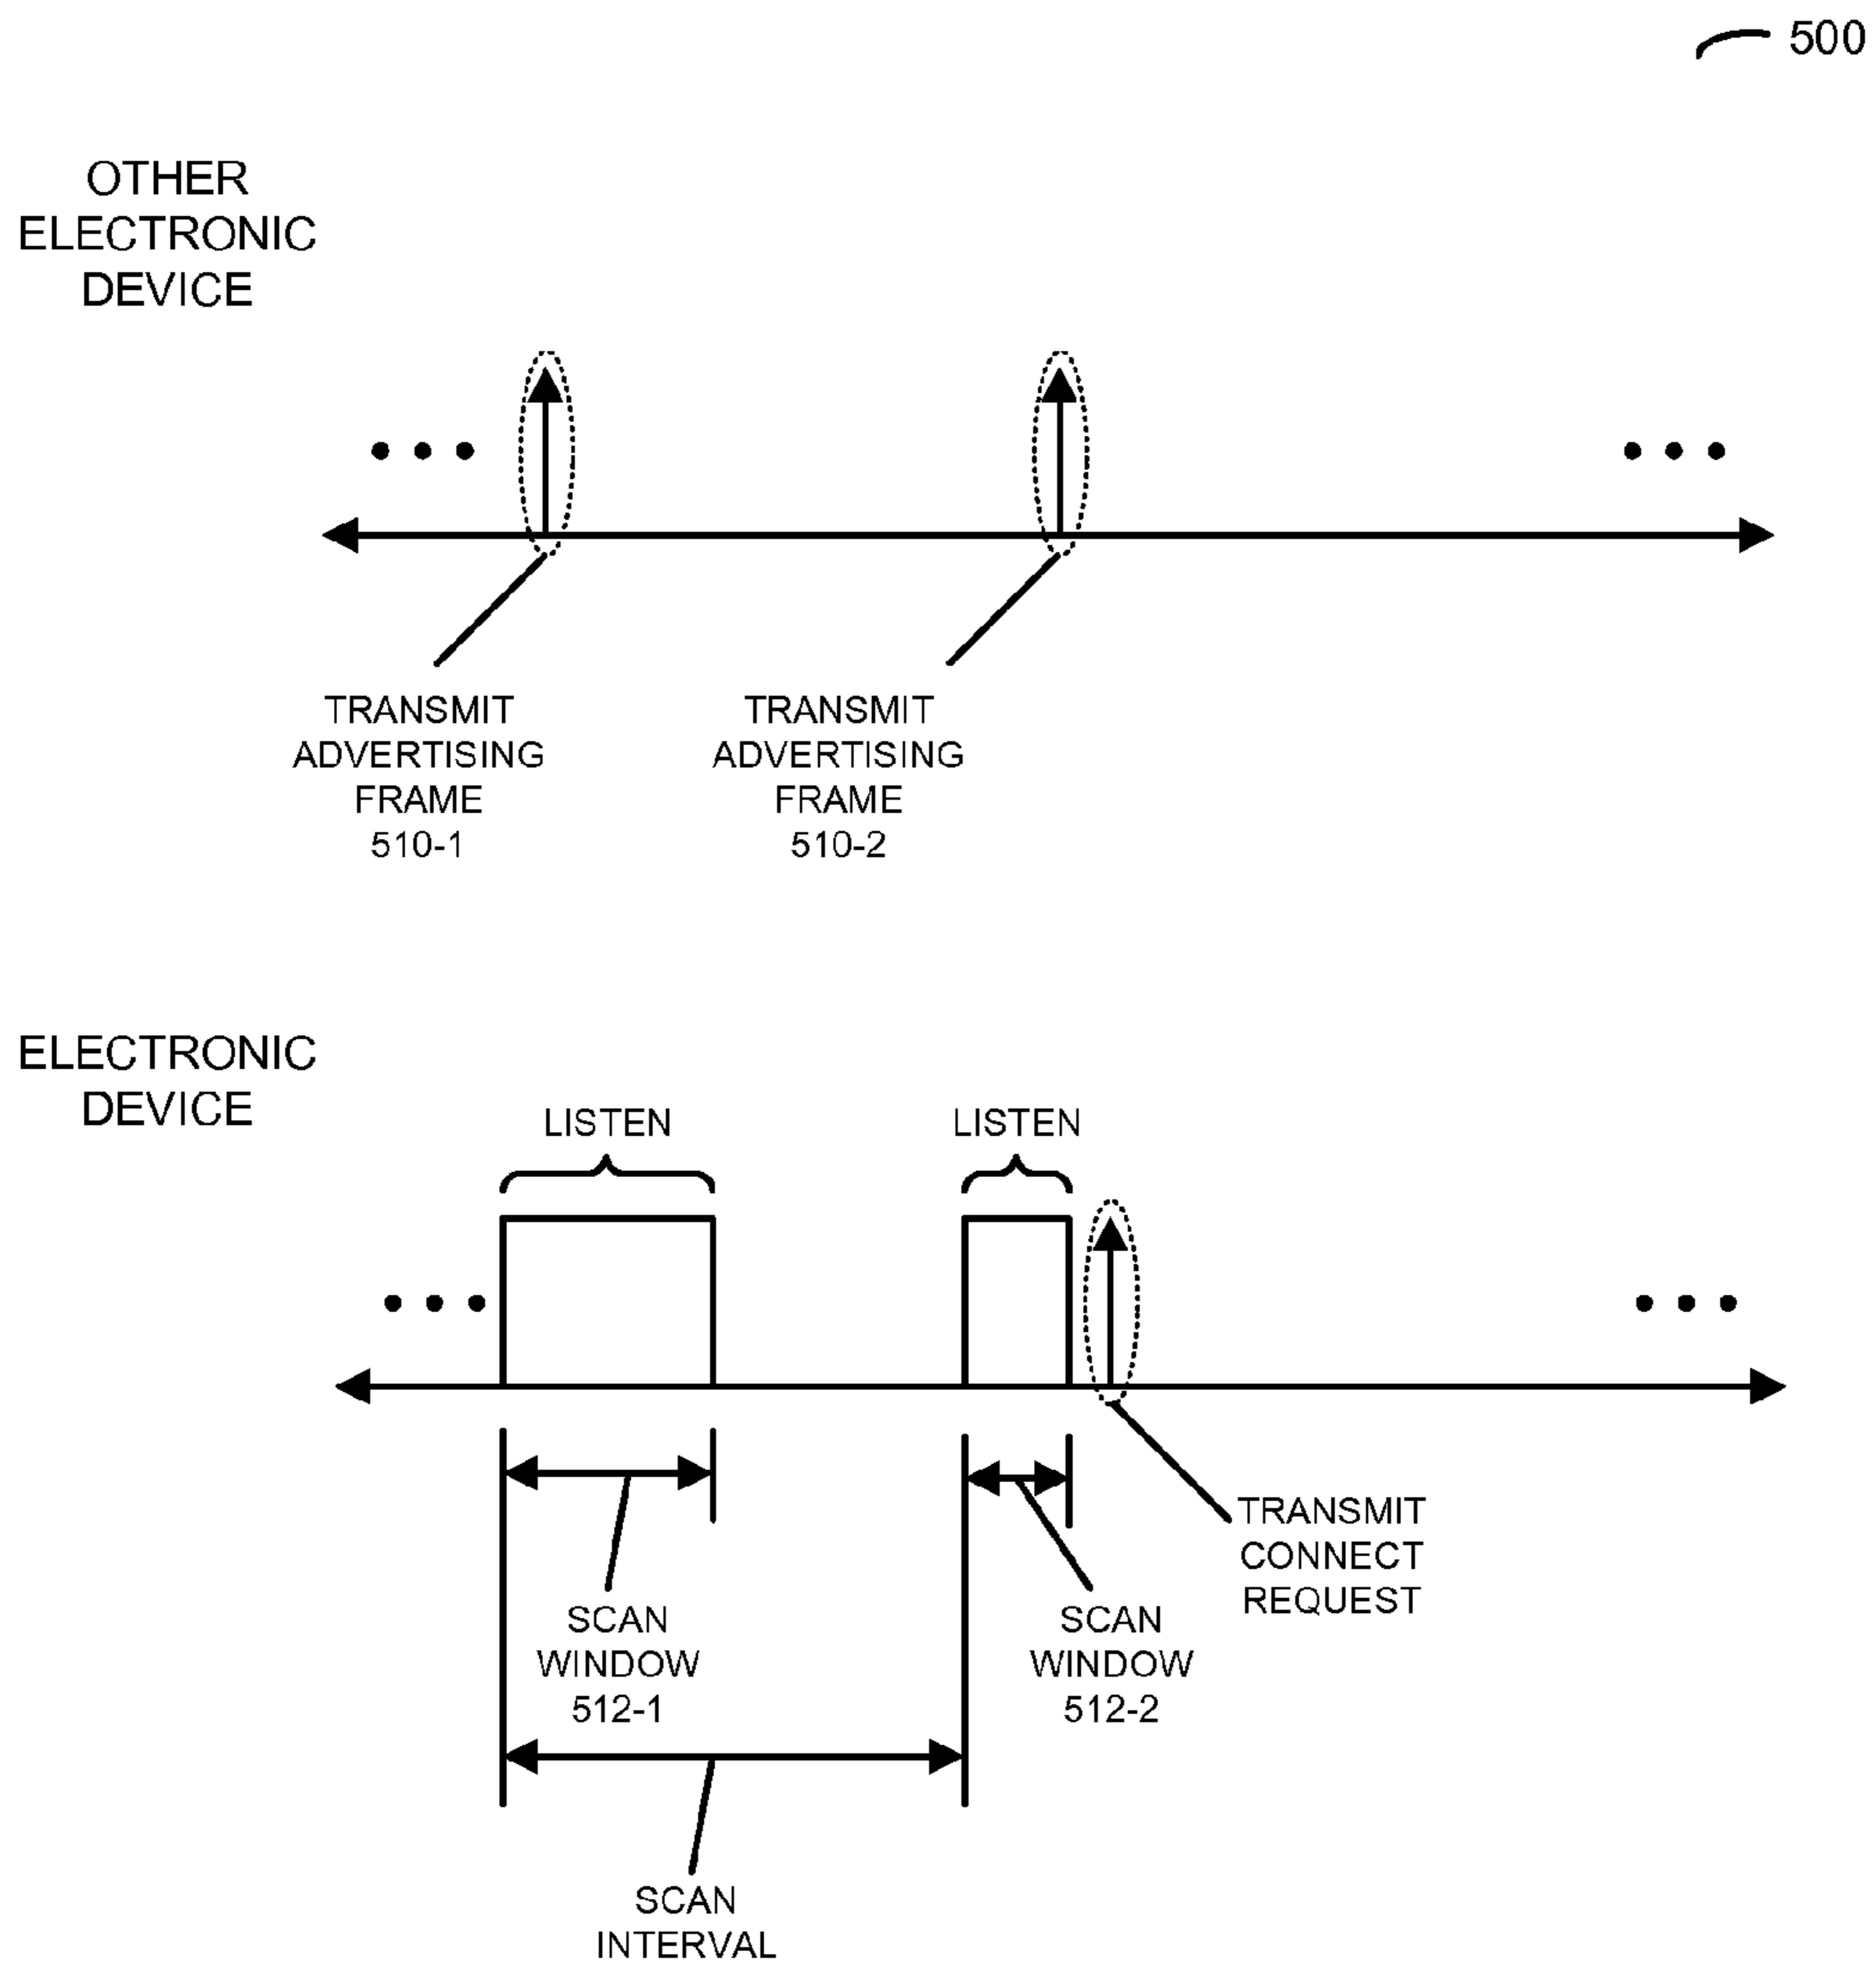 500
OTHER
ELECTRONIC
DEVICE
TRANSMIT
ADVERTISING
FRAME
510-1
TRANSMIT
ADVERTISING
FRAME
510-2
ELECTRONIC
DEVICE
LISTEN
LISTEN
TRANSMIT
CONNECT
REQUEST
SCAN
WINDOW
512-1
SCAN
WINDOW
512-2
SCAN
INTERVAL